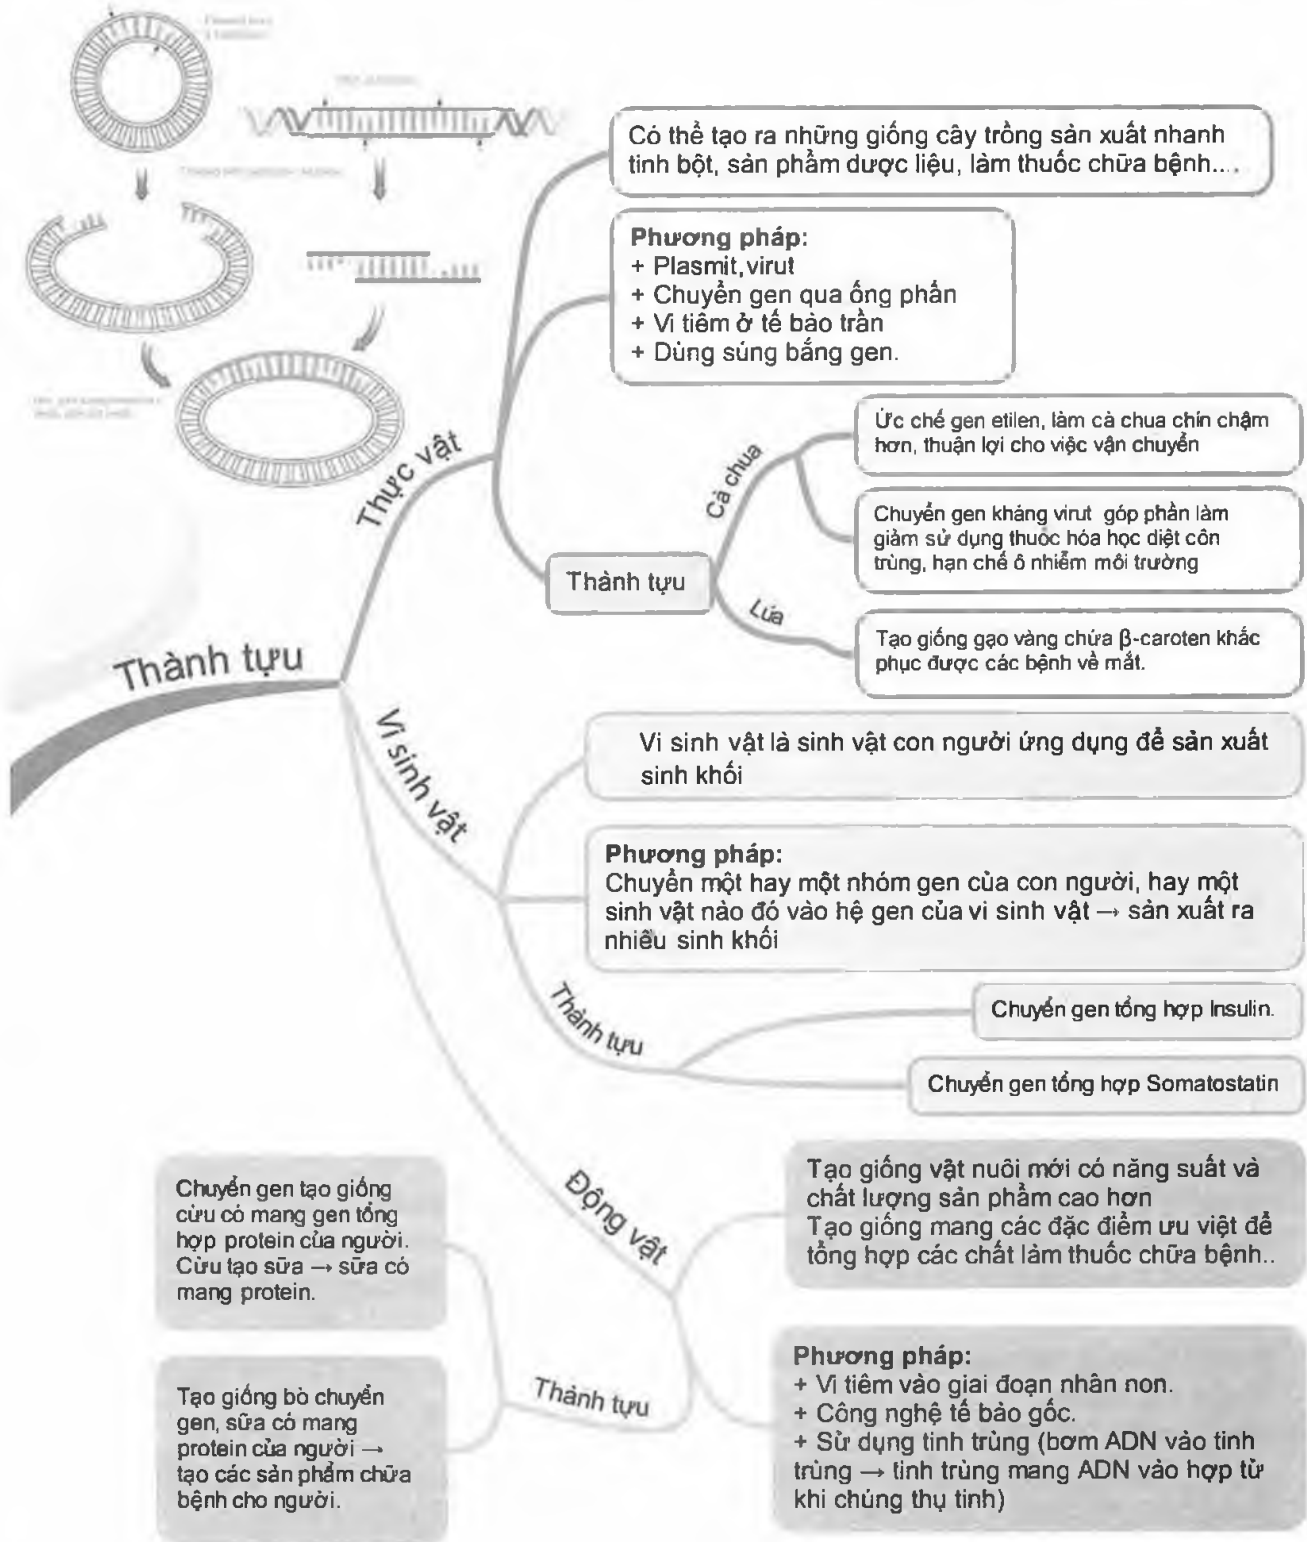 Có thể tạo ra những giống cây trồng sản xuất nhanh
tinh bột, sản phẩm dược liệu, làm thuốc chữa bệnh....
Phương pháp:
+ Plasmit,virut
+ Chuyển gen qua ống phấn
+ Vi tiêm ở tế bào trần
+ Dùng súng bắng gen.
Thực vật
Cà chua
Ức chế gen etilen, làm cà chua chín chậm
hơn, thuận lợi cho việc vận chuyển
Chuyển gen kháng virut góp phần làm
giảm sử dụng thuốc hóa học diệt côn
trùng, hạn chế ô nhiễm môi trường
Thành tựu
Lúa
Tạo giống gạo vàng chứa β-caroten khắc
phục được các bệnh về mắt.
Thành tựu
Vi sinh vật
Vi sinh vật là sinh vật con người ứng dụng để sản xuất
sinh khối
Phương pháp:
Chuyển một hay một nhóm gen của con người, hay một
sinh vật nào đó vào hệ gen của vi sinh vật → sản xuất ra
nhiều sinh khối
Thành tựu
Chuyển gen tổng hợp Insulin.
Chuyển gen tổng hợp Somatostatin
Động vật
Tạo giống vật nuôi mới có năng suất và
chất lượng sản phẩm cao hơn
Tạo giống mang các đặc điểm ưu việt để
tổng hợp các chất làm thuốc chữa bệnh..
Phương pháp:
+ Vi tiêm vào giai đoạn nhân non.
+ Công nghệ tế bào gốc.
+ Sử dụng tinh trùng (bơm ADN vào tinh
trùng → tinh trùng mang ADN vào hợp tử
khi chúng thụ tinh)
Thành tựu
Chuyển gen tạo giống
cừu có mang gen tổng
hợp protein của người.
Cừu tạo sữa → sữa có
mang protein.
Tạo giống bò chuyển
gen, sữa có mang
protein của người →
tạo các sản phẩm chữa
bệnh cho người.